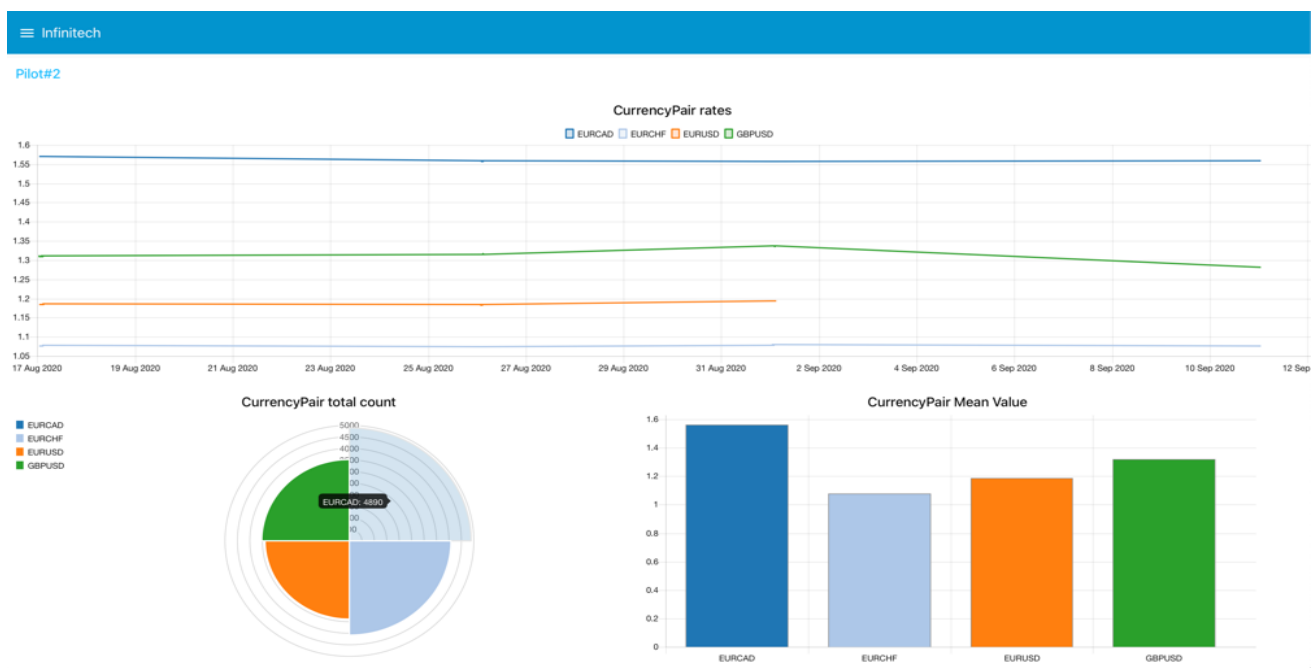 Infinitech
Pilot#2
CurrencyPair rates
EURCAD EURCHF EURUSD GBPUSD
1.6
1.55
1.5
1.45
1.4
1.35
1.3
1.25
1.2
1.15
1.1
1.05
17 Aug 2020 19 Aug 2020 21 Aug 2020 23 Aug 2020 25 Aug 2020 27 Aug 2020 29 Aug 2020 31 Aug 2020 2 Sep 2020 4 Sep 2020 6 Sep 2020 8 Sep 2020 10 Sep 2020 12 Sep
CurrencyPair total count
EURCAD
EURCHF
EURUSD
GBPUSD
5000
4500
4000
EURCAD: 4890
CurrencyPair Mean Value
1.6
1.4
1.2
1
0.8
0.6
0.4
0.2
0
EURCAD EURCHF EURUSD GBPUSD